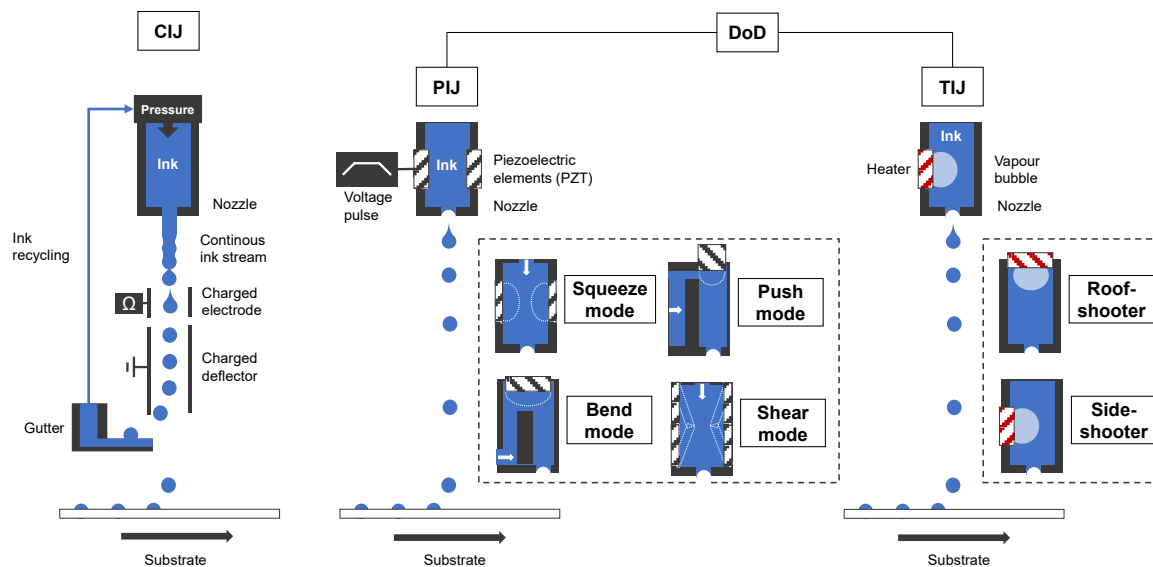 CIJ
Pressure
Ink
Nozzle
Ink
recycling
Continous
ink stream
Ω
Charged
electrode
Charged
deflector
Gutter
Substrate
DoD
PIJ
Ink
Voltage
pulse
Piezoelectric
elements (PZT)
Nozzle
Squeeze
mode
Push
mode
Bend
mode
Shear
mode
Substrate
TIJ
Ink
Heater
Vapour
bubble
Nozzle
Roof-
shooter
Side-
shooter
Substrate